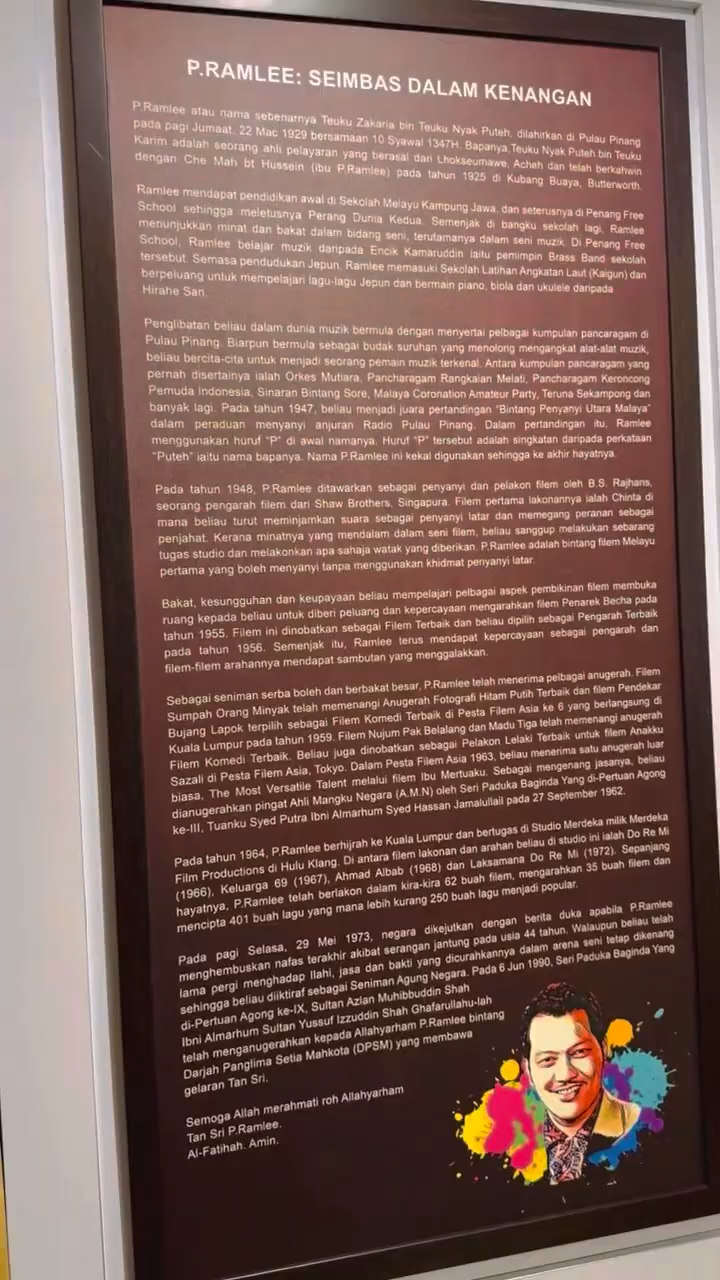 P.RAMLEE: SEIMBAS DALAM KENANGAN
P.Ramlee atau nama sebenarnya Teuku Zakaria bin Teuku Nyak Puteh, dilahirkan di Pulau Pinang
pada pagi Jumaat, 22 Mac 1929 bersamaan 10 Syawal 1347H. Bapanya Teuku Nyak Puteh bin Teuku
Karim adalah seorang ahli pelayaran yang berasal dari Lhokseumawe, Acheh dan telah berkahwin
dengan Che Mah bt Hussein (ibu P.Ramlee) pada tahun 1925 di Kubang Buaya, Butterworth.
Ramlee mendapat pendidikan awal di Sekolah Melayu Kampung Jawa, dan seterusnya di Penang Free
School sehingga meletusnya Perang Dunia Kedua. Semenjak di bangku sekolah lagi, Ramlee
menunjukkan minat dan bakat dalam bidang seni, terutamanya dalam seni muzik. Di Penang Free
School, Ramlee belajar muzik daripada Encik Kamaruddin iaitu pemimpin Brass Band sekolah
tersebut. Semasa pendudukan Jepun, Ramlee memasuki Sekolah Latihan Angkatan Laut (Kaigun) dan
berpeluang untuk mempelajari lagu-lagu Jepun dan bermain piano, biola dan ukulele daripada
Hirahe San.
Penglibatan beliau dalam dunia muzik bermula dengan menyertai pelbagai kumpulan pancaragam di
Pulau Pinang. Biarpun bermula sebagai budak suruhan yang menolong mengangkat alat-alat muzik,
beliau bercita-cita untuk menjadi seorang pemain muzik terkenal. Antara kumpulan pancaragam yang
pernah disertainya ialah Orkes Mutiara, Pancharagam Rangkaian Melati, Pancharagam Keroncong
Pemuda Indonesia, Sinaran Bintang Sore, Malaya Coronation Amateur Party, Teruna Sekampong dan
banyak lagi. Pada tahun 1947, beliau menjadi juara pertandingan "Bintang Penyanyi Utara Malaya"
dalam peraduan menyanyi anjuran Radio Pulau Pinang. Dalam pertandingan itu, Ramlee
menggunakan huruf "P" di awal namanya. Huruf "P" tersebut adalah singkatan daripada perkataan
"Puteh" iaitu nama bapanya. Nama P.Ramlee ini kekal digunakan sehingga ke akhir hayatnya.
Pada tahun 1948, P.Ramlee ditawarkan sebagai penyanyi dan pelakon filem oleh B.S. Rajhans,
seorang pengarah filem dari Shaw Brothers, Singapura. Filem pertama lakonannya ialah Chinta di
mana beliau turut meminjamkan suara sebagai penyanyi latar dan memegang peranan sebagai
penjahat. Kerana minatnya yang mendalam dalam seni filem, beliau sanggup melakukan sebarang
tugas studio dan melakonkan apa sahaja watak yang diberikan. P.Ramlee adalah bintang filem Melayu
pertama yang boleh menyanyi tanpa menggunakan khidmat penyanyi latar.
Bakat, kesungguhan dan keupayaan beliau mempelajari pelbagai aspek pembikinan filem membuka
ruang kepada beliau untuk diberi peluang dan kepercayaan mengarahkan filem Penarek Becha pada
tahun 1955. Filem ini dinobatkan sebagai Filem Terbaik dan beliau dipilih sebagai Pengarah Terbaik
pada tahun 1956. Semenjak itu, Ramlee terus mendapat kepercayaan sebagai pengarah dan
filem-filem arahannya mendapat sambutan yang menggalakkan.
Sebagai seniman serba boleh dan berbakat besar, P.Ramlee telah menerima pelbagai anugerah. Filem
Sumpah Orang Minyak telah memenangi Anugerah Fotografi Hitam Putih Terbaik dan filem Pendekar
Bujang Lapok terpilih sebagai Filem Komedi Terbaik di Pesta Filem Asia ke 6 yang berlangsung di
Kuala Lumpur pada tahun 1959. Filem Nujum Pak Belalang dan Madu Tiga telah memenangi anugerah
Filem Komedi Terbaik. Beliau juga dinobatkan sebagai Pelakon Lelaki Terbaik untuk filem Anakku
Sazali di Pesta Filem Asia, Tokyo. Dalam Pesta Filem Asia 1963, beliau menerima satu anugerah luar
biasa, The Most Versatile Talent melalui filem Ibu Mertuaku. Sebagai mengenang jasanya, beliau
dianugerahkan pingat Ahli Mangku Negara (A.M.N) oleh Seri Paduka Baginda Yang di-Pertuan Agong
ke-III, Tuanku Syed Putra Ibni Almarhum Syed Hassan Jamalullail pada 27 September 1962.
Pada tahun 1964, P.Ramlee berhijrah ke Kuala Lumpur dan bertugas di Studio Merdeka milik Merdeka
Film Productions di Hulu Klang. Di antara filem lakonan dan arahan beliau di studio ini ialah Do Re Mi
(1966), Keluarga 69 (1967), Ahmad Albab (1968) dan Laksamana Do Re Mi (1972). Sepanjang
hayatnya, P.Ramlee telah berlakon dalam kira-kira 62 buah filem, mengarahkan 35 buah filem dan
mencipta 401 buah lagu yang mana lebih kurang 250 buah lagu menjadi popular.
Pada pagi Selasa, 29 Mei 1973, negara dikejutkan dengan berita duka apabila P.Ramlee
menghembuskan nafas terakhir akibat serangan jantung pada usia 44 tahun. Walaupun beliau telah
lama pergi menghadap Ilahi, jasa dan bakti yang dicurahkannya dalam arena seni tetap dikenang
sehingga beliau diiktiraf sebagai Seniman Agung Negara. Pada 6 Jun 1990, Seri Paduka Baginda Yang
di-Pertuan Agong ke-IX, Sultan Azlan Muhibbuddin Shah
Ibni Almarhum Sultan Yussuf Izzuddin Shah Ghafarullahu-lah
telah menganugerahkan kepada Allahyarham P.Ramlee bintang
Darjah Panglima Setia Mahkota (DPSM) yang membawa
gelaran Tan Sri.
Semoga Allah merahmati roh Allahyarham
Tan Sri P.Ramlee.
Al-Fatihah. Amin.